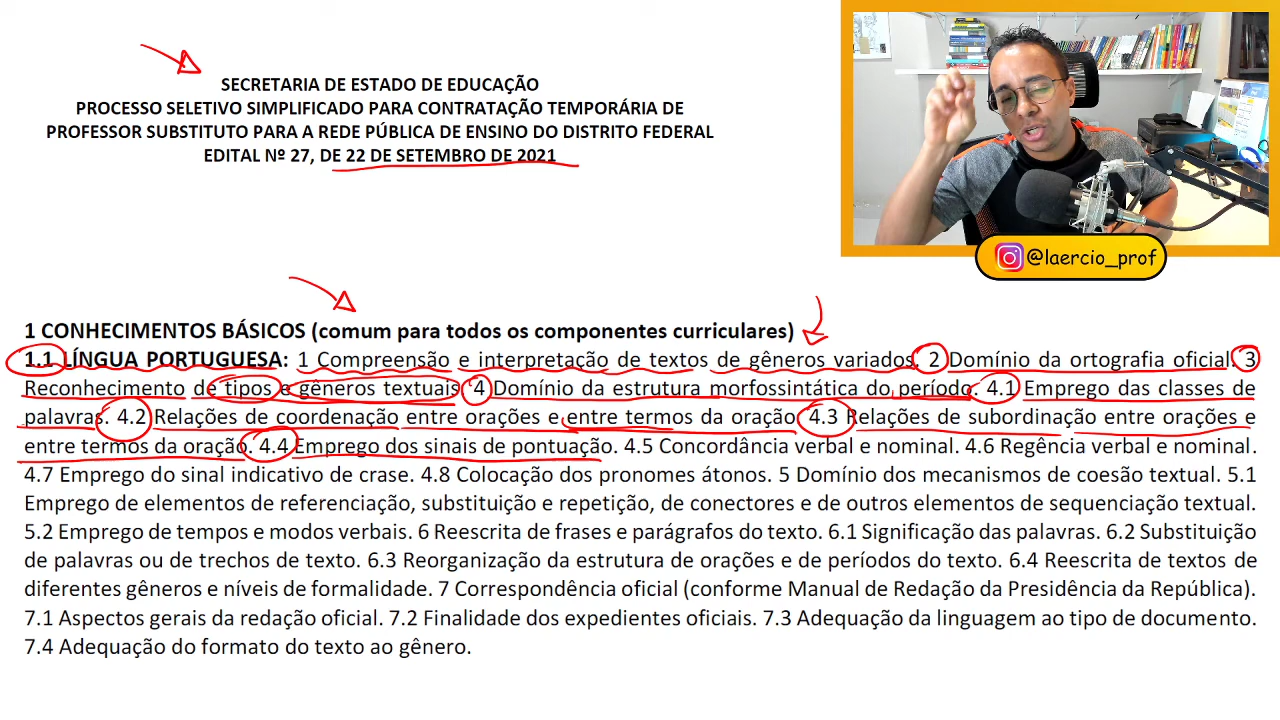 SECRETARIA DE ESTADO DE EDUCAÇÃO
PROCESSO SELETIVO SIMPLIFICADO PARA CONTRATAÇÃO TEMPORÁRIA DE
PROFESSOR SUBSTITUTO PARA A REDE PÚBLICA DE ENSINO DO DISTRITO FEDERAL
EDITAL Nº 27, DE 22 DE SETEMBRO DE 2021
@laercio_prof
1 CONHECIMENTOS BÁSICOS (comum para todos os componentes curriculares)
1.1 LÍNGUA PORTUGUESA: 1 Compreensão e interpretação de textos de gêneros variados. 2 Domínio da ortografia oficial. 3
Reconhecimento de tipos e gêneros textuais. 4 Domínio da estrutura morfossintática do período. 4.1 Emprego das classes de
palavras. 4.2 Relações de coordenação entre orações e entre termos da oração. 4.3 Relações de subordinação entre orações e
entre termos da oração. 4.4 Emprego dos sinais de pontuação. 4.5 Concordância verbal e nominal. 4.6 Regência verbal e nominal.
4.7 Emprego do sinal indicativo de crase. 4.8 Colocação dos pronomes átonos. 5 Domínio dos mecanismos de coesão textual. 5.1
Emprego de elementos de referenciação, substituição e repetição, de conectores e de outros elementos de sequenciação textual.
5.2 Emprego de tempos e modos verbais. 6 Reescrita de frases e parágrafos do texto. 6.1 Significação das palavras. 6.2 Substituição
de palavras ou de trechos de texto. 6.3 Reorganização da estrutura de orações e de períodos do texto. 6.4 Reescrita de textos de
diferentes gêneros e níveis de formalidade. 7 Correspondência oficial (conforme Manual de Redação da Presidência da República).
7.1 Aspectos gerais da redação oficial. 7.2 Finalidade dos expedientes oficiais. 7.3 Adequação da linguagem ao tipo de documento.
7.4 Adequação do formato do texto ao gênero.